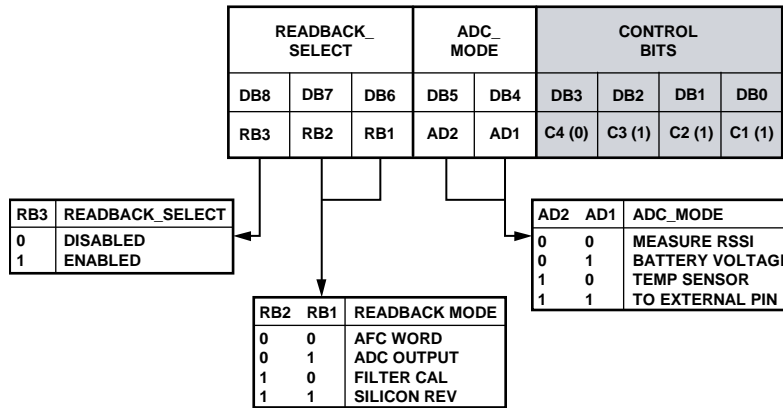 READBACK_ SELECT ADC_ MODE CONTROL BITS
DB8 DB7 DB6 DB5 DB4 DB3 DB2 DB1 DB0
RB3 RB2 RB1 AD2 AD1 C4 (0) C3 (1) C2 (1) C1 (1)
RB3 READBACK_SELECT
0 DISABLED
1 ENABLED
RB2 RB1 READBACK MODE
0 0 AFC WORD
0 1 ADC OUTPUT
1 0 FILTER CAL
1 1 SILICON REV
AD2 AD1 ADC_MODE
0 0 MEASURE RSSI
0 1 BATTERY VOLTAGE
1 0 TEMP SENSOR
1 1 TO EXTERNAL PIN